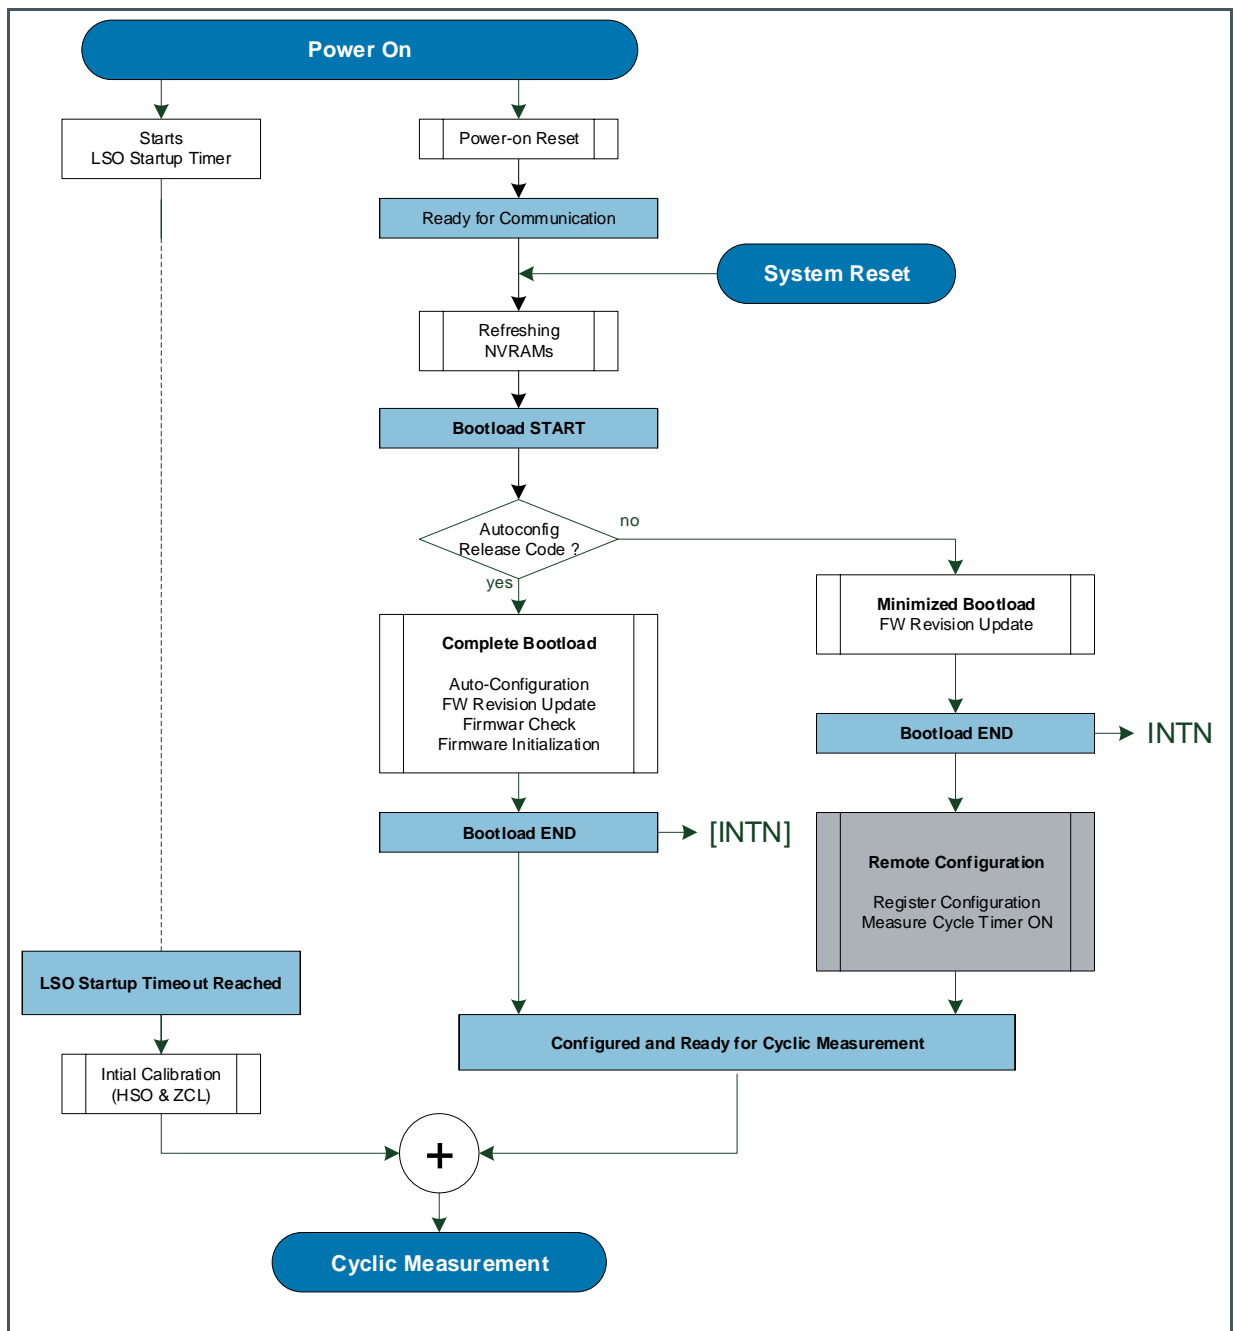 Power On
Starts
LSO Startup Timer
Power-on Reset
Ready for Communication
System Reset
Refreshing
NVRAMs
Bootload START
Autoconfig
Release Code ?
no
yes
Minimized Bootload
FW Revision Update
Complete Bootload
Auto-Configuration
FW Revision Update
Firmwar Check
Firmware Initialization
Bootload END
INTN
Bootload END
[INTN]
Remote Configuration
Register Configuration
Measure Cycle Timer ON
LSO Startup Timeout Reached
Configured and Ready for Cyclic Measurement
Intial Calibration
(HSO & ZCL)
+
Cyclic Measurement